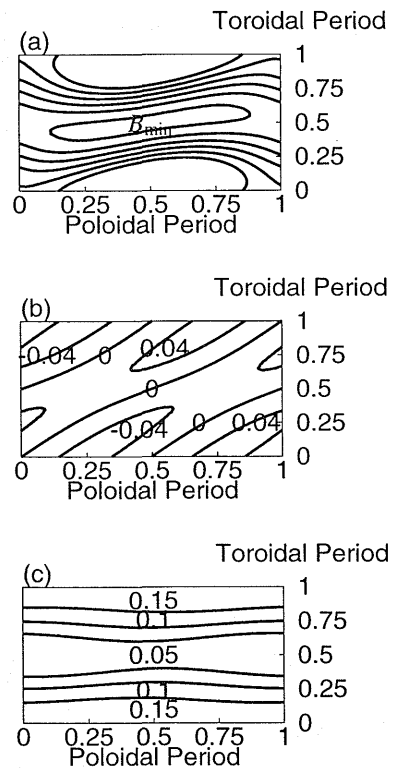 Toroidal Period
(a)
1
0.75
B_min 0.5
0.25
0
0 0.25 0.5 0.75 1
Poloidal Period
Toroidal Period
(b)
1
-0.04 0 0.04 0.75
0 0.5
-0.04 0 0.04 0.25
0
0 0.25 0.5 0.75 1
Poloidal Period
Toroidal Period
(c)
1
0.15
0.1 0.75
0.05 0.5
0.1 0.25
0.15
0
0 0.25 0.5 0.75 1
Poloidal Period